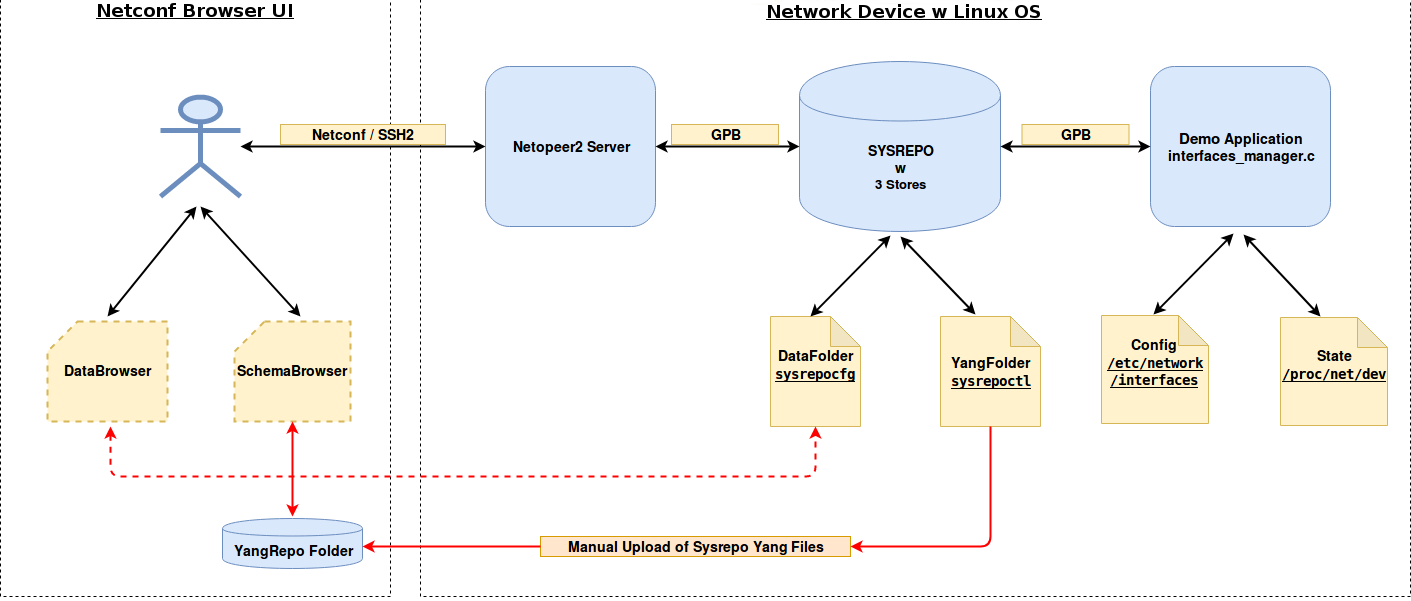 Netconf Browser UI
Network Device w Linux OS
Netconf / SSH2
Netopeer2 Server
GPB
SYSREPO
w
3 Stores
GPB
Demo Application
interfaces_manager.c
DataBrowser
SchemaBrowser
DataFolder
sysrepocfg
YangFolder
sysrepoctl
Config
/etc/network
/interfaces
State
/proc/net/dev
YangRepo Folder
Manual Upload of Sysrepo Yang Files